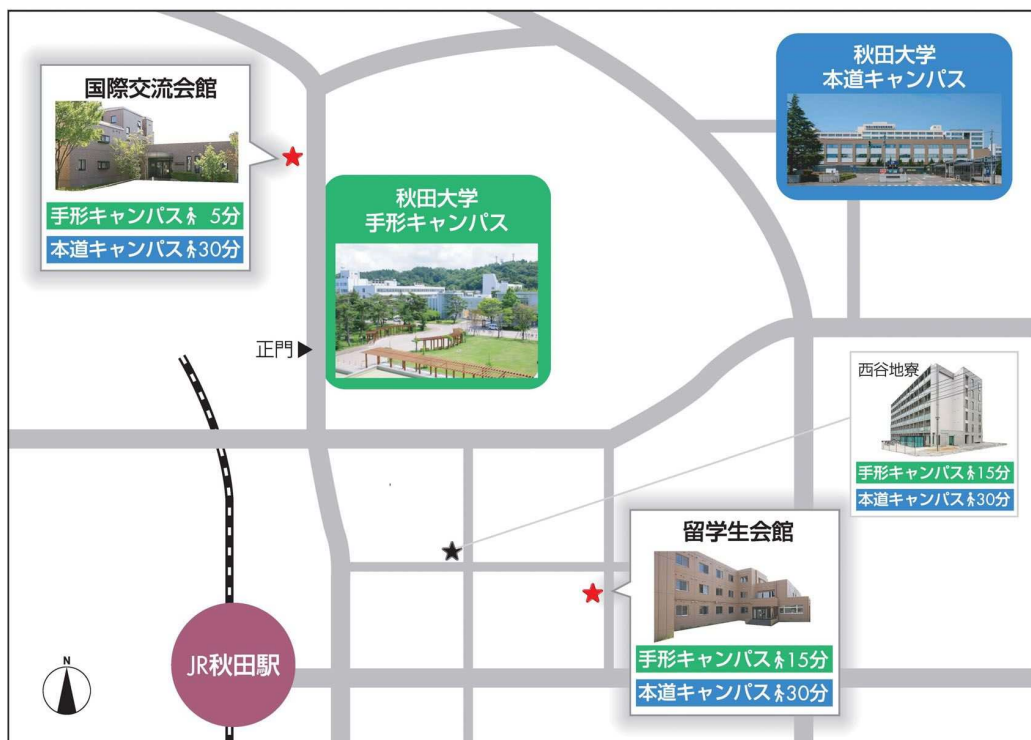 国際交流会館
手形キャンパス 5分
本道キャンパス 30分
秋田大学
手形キャンパス
秋田大学
本道キャンパス
正門
西谷地寮
手形キャンパス 15分
本道キャンパス 30分
留学生会館
手形キャンパス 15分
本道キャンパス 30分
JR秋田駅
N